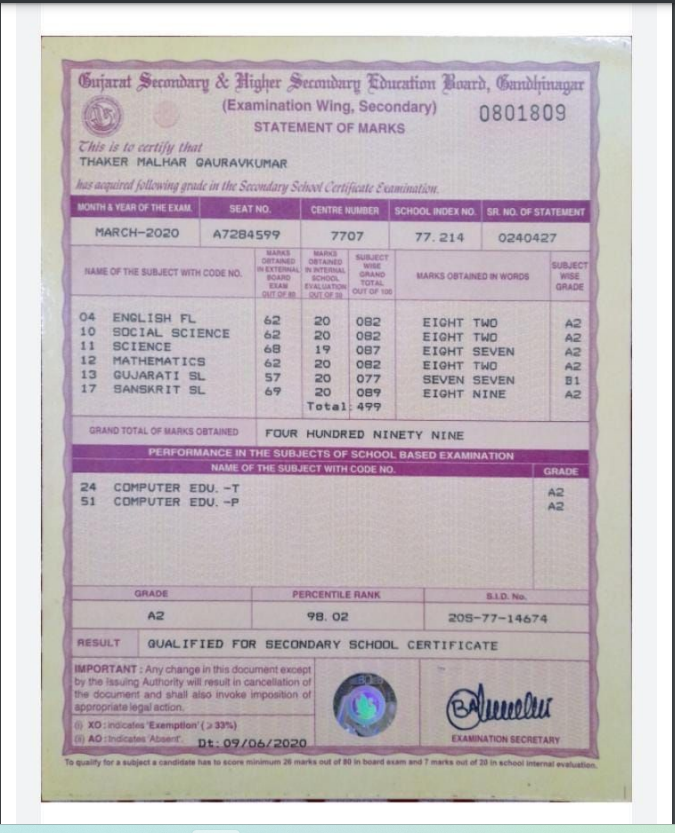 Gujarat Secondary & Higher Secondary Education Board, Gandhinagar
(Examination Wing, Secondary)
0801809
STATEMENT OF MARKS
This is to certify that
THAKER MALHAR GAURAVKUMAR
has acquired following grade in the Secondary School Certificate Examination.
MONTH & YEAR OF THE EXAM. SEAT NO. CENTRE NUMBER SCHOOL INDEX NO. SR. NO. OF STATEMENT
MARCH-2020 A7284599 7707 77.214 0240427
NAME OF THE SUBJECT WITH CODE NO. MARKS OBTAINED IN EXTERNAL BOARD EXAM OUT OF 80 MARKS OBTAINED IN INTERNAL SCHOOL EVALUATION OUT OF 20 SUBJECT WISE GRAND TOTAL OUT OF 100 MARKS OBTAINED IN WORDS SUBJECT WISE GRADE
04 ENGLISH FL 62 20 082 EIGHT TWO A2
10 SOCIAL SCIENCE 62 20 082 EIGHT TWO A2
11 SCIENCE 68 19 087 EIGHT SEVEN A2
12 MATHEMATICS 62 20 082 EIGHT TWO A2
13 GUJARATI SL 57 20 077 SEVEN SEVEN B1
17 SANSKRIT SL 69 20 089 EIGHT NINE A2
Total: 499
GRAND TOTAL OF MARKS OBTAINED FOUR HUNDRED NINETY NINE
PERFORMANCE IN THE SUBJECTS OF SCHOOL BASED EXAMINATION
NAME OF THE SUBJECT WITH CODE NO. GRADE
24 COMPUTER EDU. -T A2
51 COMPUTER EDU. -P A2
GRADE PERCENTILE RANK S.I.D. No.
A2 98.02 20S-77-14674
RESULT QUALIFIED FOR SECONDARY SCHOOL CERTIFICATE
IMPORTANT : Any change in this document except
by the issuing Authority will result in cancellation of
the document and shall also invoke imposition of
appropriate legal action.
(i) XO : Indicates 'Exemption' (≥ 33%)
(ii) AO : Indicates 'Absent'.
Dt: 09/06/2020
EXAMINATION SECRETARY
To qualify for a subject a candidate has to score minimum 26 marks out of 80 in board exam and 7 marks out of 20 in school internal evaluation.